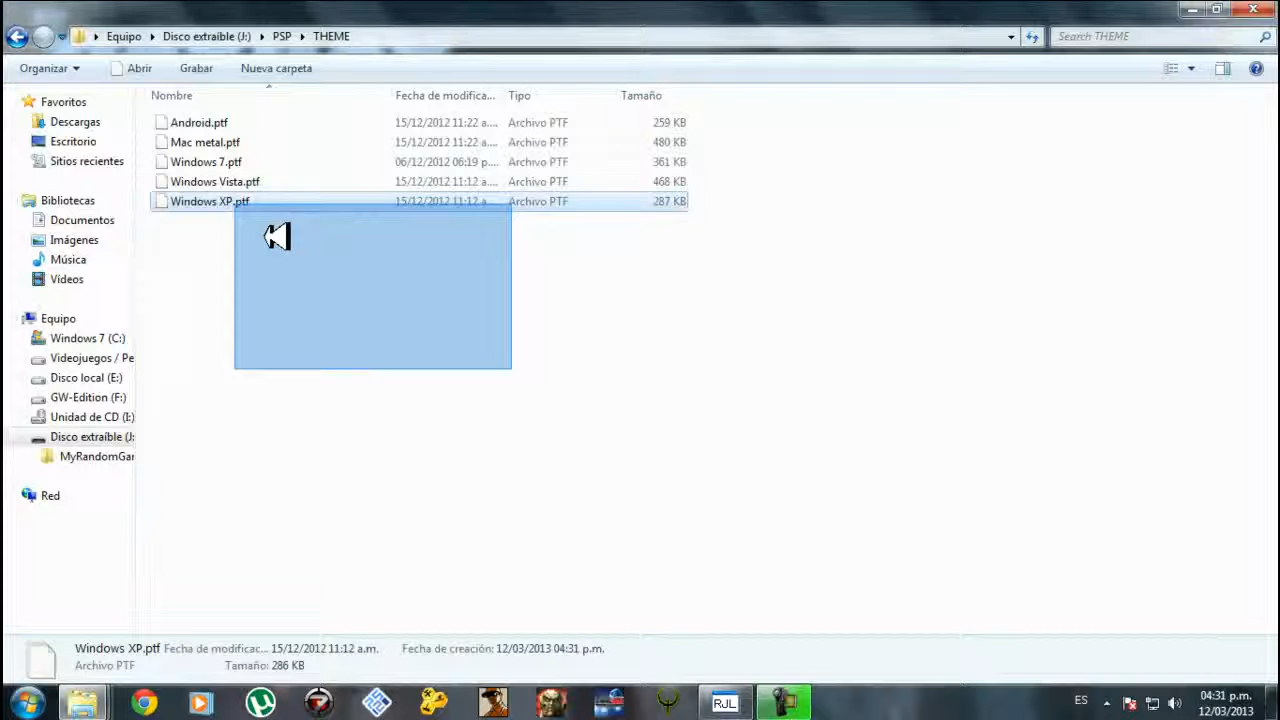 Equipo Disco extraíble (J:) PSP THEME
Search THEME
Organizar Abrir Grabar Nueva carpeta
Nombre Fecha de modifica... Tipo Tamaño
Android.ptf 15/12/2012 11:22 a.... Archivo PTF 259 KB
Mac metal.ptf 15/12/2012 11:22 a.... Archivo PTF 480 KB
Windows 7.ptf 06/12/2012 06:19 p.... Archivo PTF 361 KB
Windows Vista.ptf 15/12/2012 11:12 a.... Archivo PTF 468 KB
Windows XP.ptf 15/12/2012 11:12 a.... Archivo PTF 287 KB
Favoritos
Descargas
Escritorio
Sitios recientes
Bibliotecas
Documentos
Imágenes
Música
Vídeos
Equipo
Windows 7 (C:)
Videojuegos / Pe
Disco local (E:)
GW-Edition (F:)
Unidad de CD (I:)
Disco extraíble (J:
MyRandomGar
Red
Windows XP.ptf Fecha de modificac... 15/12/2012 11:12 a.m. Fecha de creación: 12/03/2013 04:31 p.m.
Archivo PTF Tamaño: 286 KB
RJL
ES
04:31 p.m.
12/03/2013